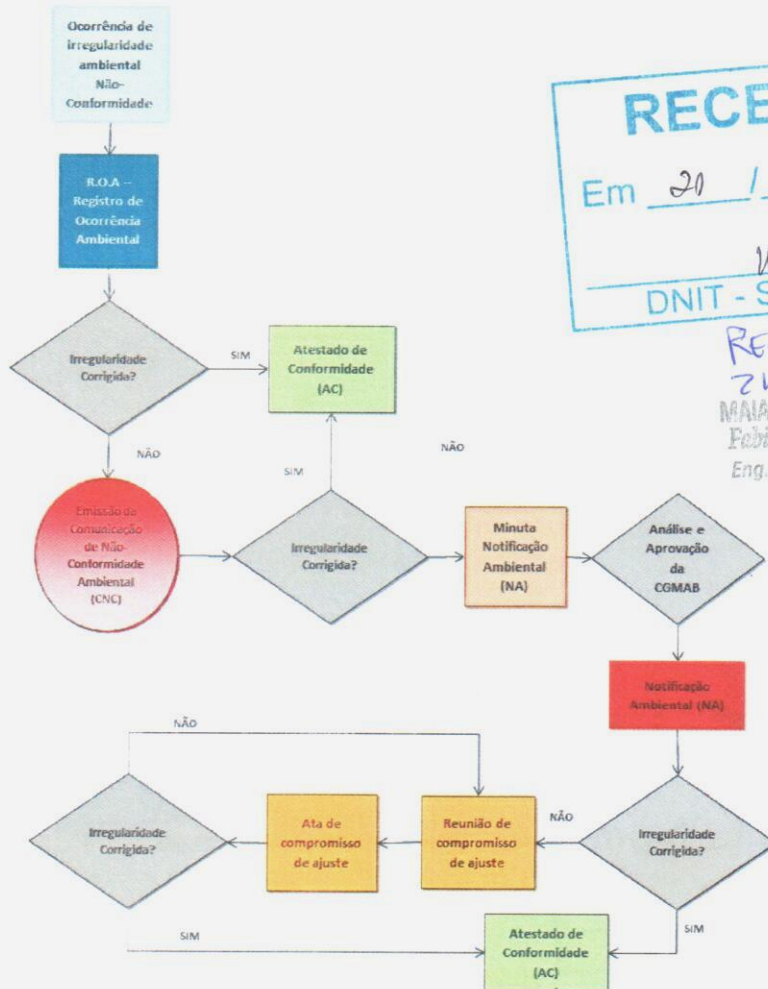 Ocorrência de
irregularidade
ambiental
Não-
Conformidade
R.O.A –
Registro de
Ocorrência
Ambiental
Irregularidade
Corrigida?
SIM
Atestado de
Conformidade
(AC)
NÃO
SIM
NÃO
Emissão da
Comunicação
de Não-
Conformidade
Ambiental
(CNC)
Irregularidade
Corrigida?
Minuta
Notificação
Ambiental
(NA)
Análise e
Aprovação
da
CGMAB
Notificação
Ambiental (NA)
NÃO
Irregularidade
Corrigida?
Ata de
compromisso
de ajuste
Reunião de
compromisso
de ajuste
NÃO
Irregularidade
Corrigida?
SIM
SIM
Atestado de
Conformidade
(AC)
RECE
Em 20 /
DNIT - S
RE
MAIA
Fabi
Eng.